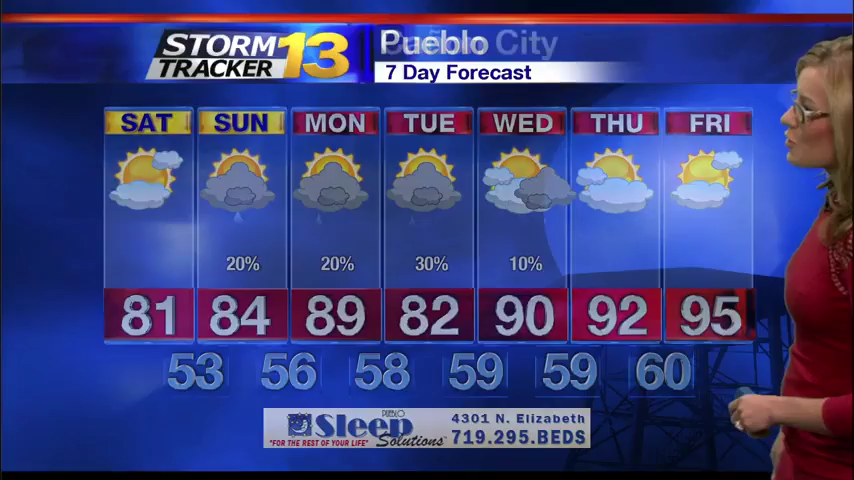 STORM
TRACKER 13
Pueblo
City
7 Day Forecast
SAT SUN MON TUE WED THU FRI
20% 20% 30% 10%
81 84 89 82 90 92 95
53 56 58 59 59 60
PUEBLO
Sleep
Solutions
"FOR THE REST OF YOUR LIFE"
4301 N. Elizabeth
719.295.BEDS